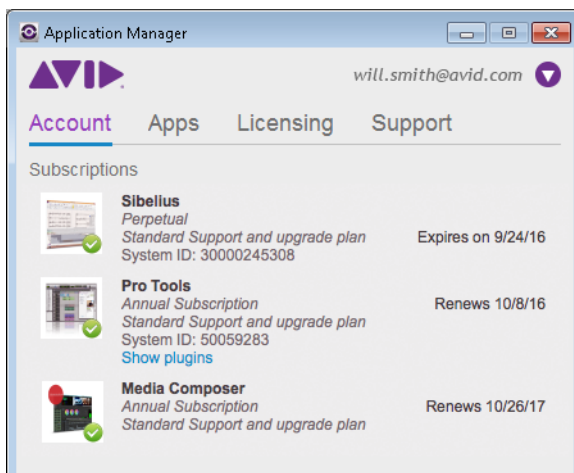 Application Manager
AVID
will.smith@avid.com
Account Apps Licensing Support
Subscriptions
Sibelius
Perpetual
Standard Support and upgrade plan Expires on 9/24/16
System ID: 30000245308
Pro Tools
Annual Subscription Renews 10/8/16
Standard Support and upgrade plan
System ID: 50059283
Show plugins
Media Composer
Annual Subscription Renews 10/26/17
Standard Support and upgrade plan